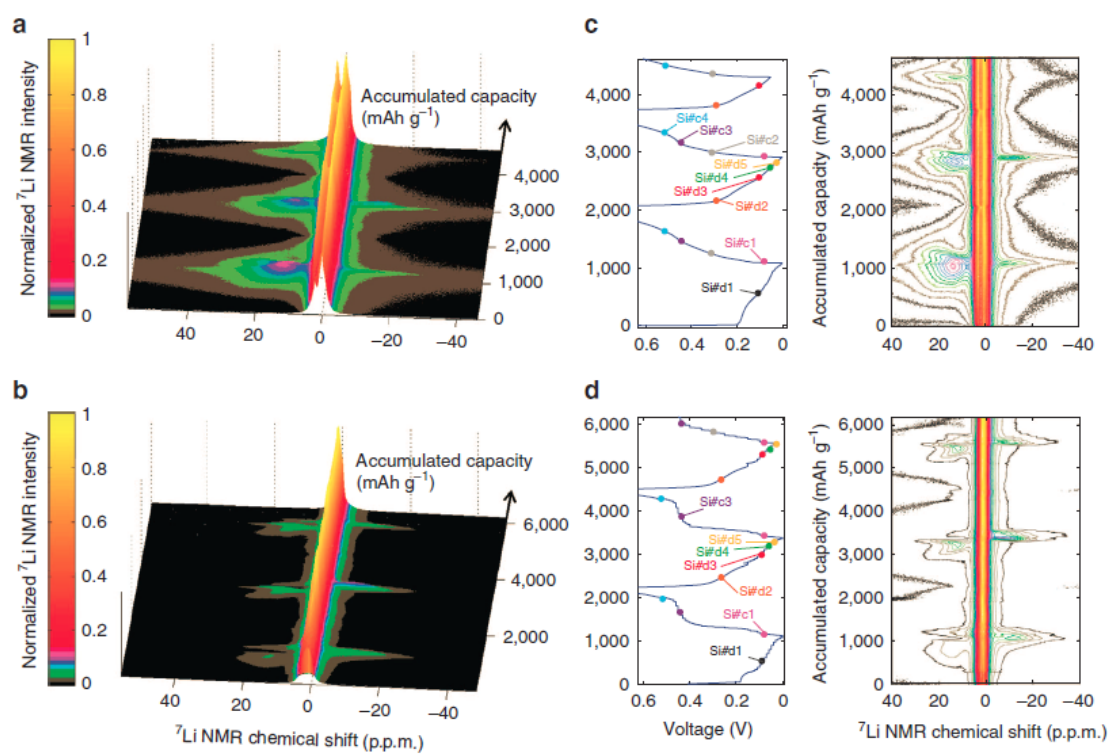 a
1
0.8
0.6
0.4
0.2
0
Normalized ⁷Li NMR intensity
Accumulated capacity
(mAh g⁻¹)
4,000
3,000
2,000
1,000
0
40
20
0
−20
−40
b
1
0.8
0.6
0.4
0.2
0
Normalized ⁷Li NMR intensity
Accumulated capacity
(mAh g⁻¹)
6,000
4,000
2,000
40
20
0
−20
−40
⁷Li NMR chemical shift (p.p.m.)
c
4,000
3,000
2,000
1,000
0
Si#c4
Si#c3
Si#c2
Si#d5
Si#d4
Si#d3
Si#d2
Si#c1
Si#d1
0.6 0.4 0.2 0
Accumulated capacity (mAh g⁻¹)
4,000
3,000
2,000
1,000
0
40 20 0 −20 −40
d
6,000
5,000
4,000
3,000
2,000
1,000
0
Si#c3
Si#d5
Si#d4
Si#d3
Si#d2
Si#c1
Si#d1
0.6 0.4 0.2 0
Voltage (V)
Accumulated capacity (mAh g⁻¹)
6,000
5,000
4,000
3,000
2,000
1,000
0
40 20 0 −20 −40
⁷Li NMR chemical shift (p.p.m.)